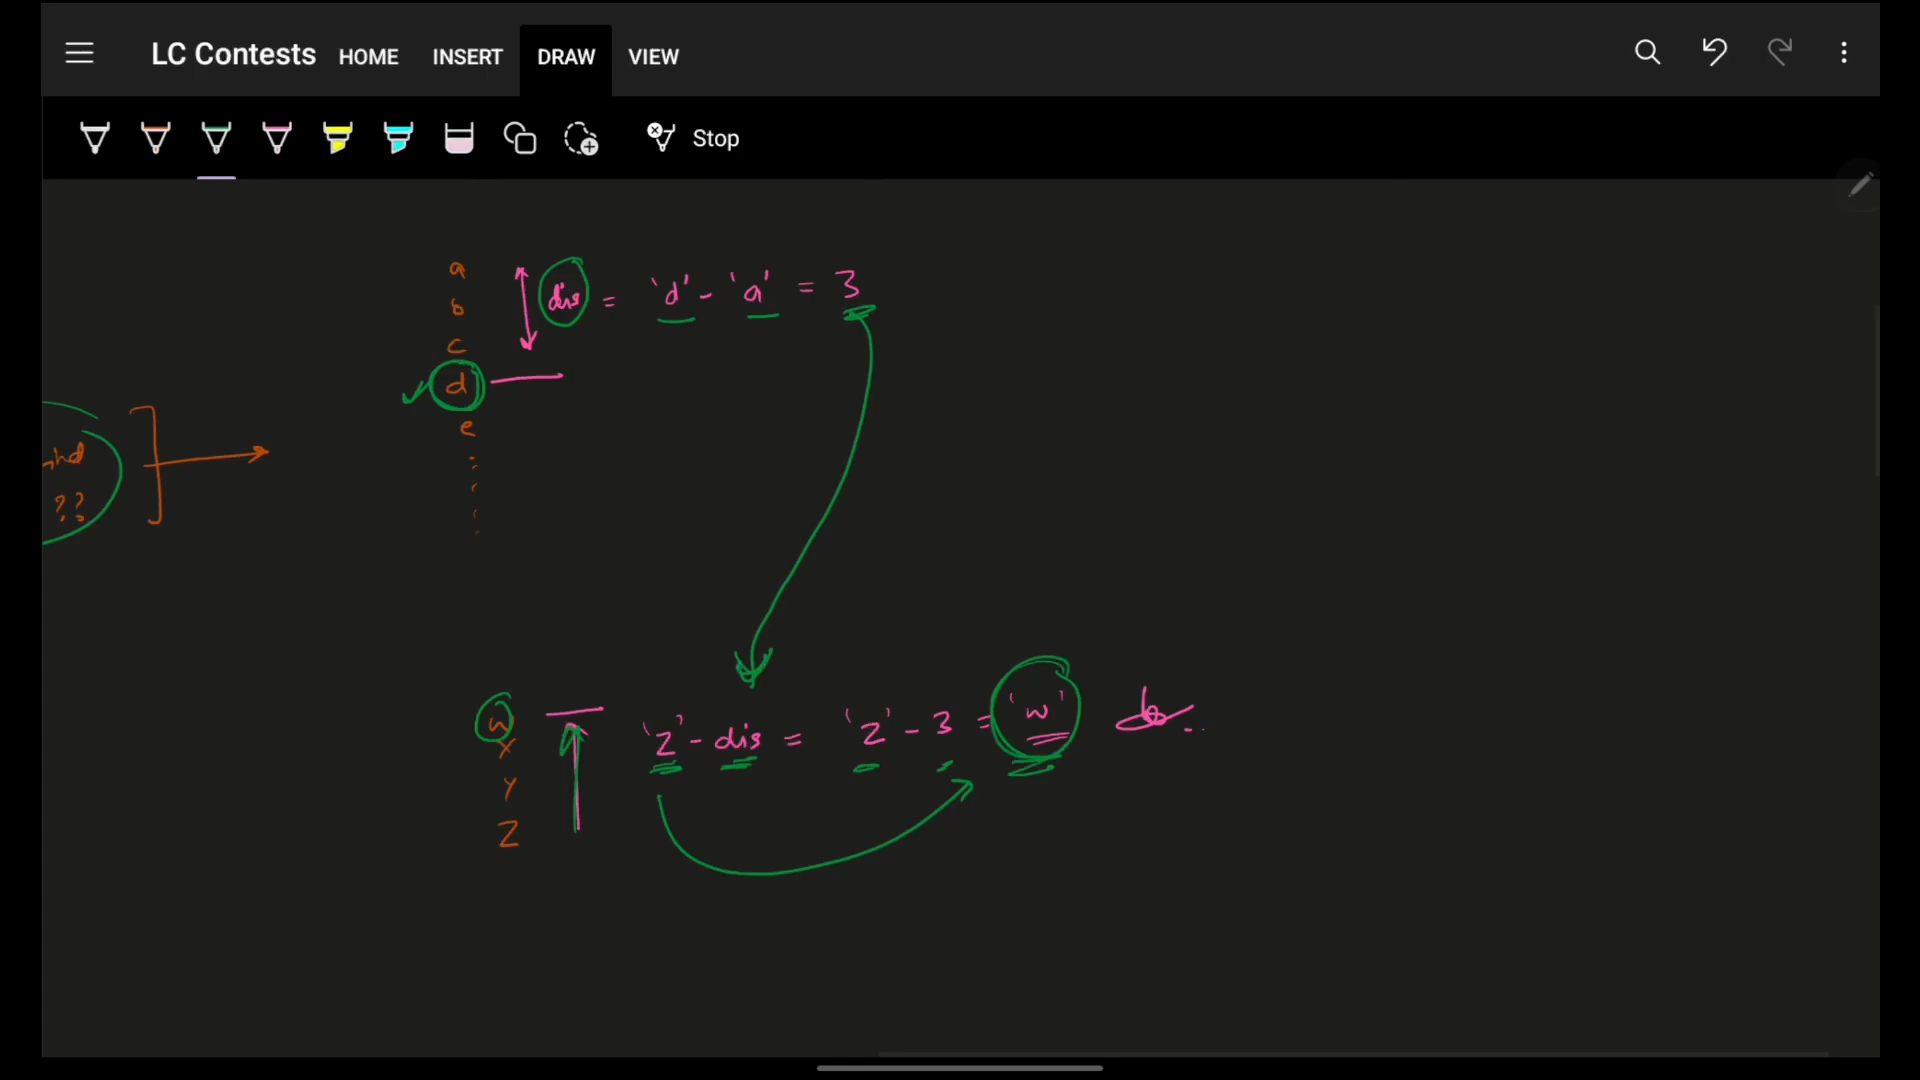 LC Contests HOME INSERT DRAW VIEW
Stop
a
b
c
d
e
dis = 'd' - 'a' = 3
??
w
x
y
z
'z' - dis = 'z' - 3 = 'w'